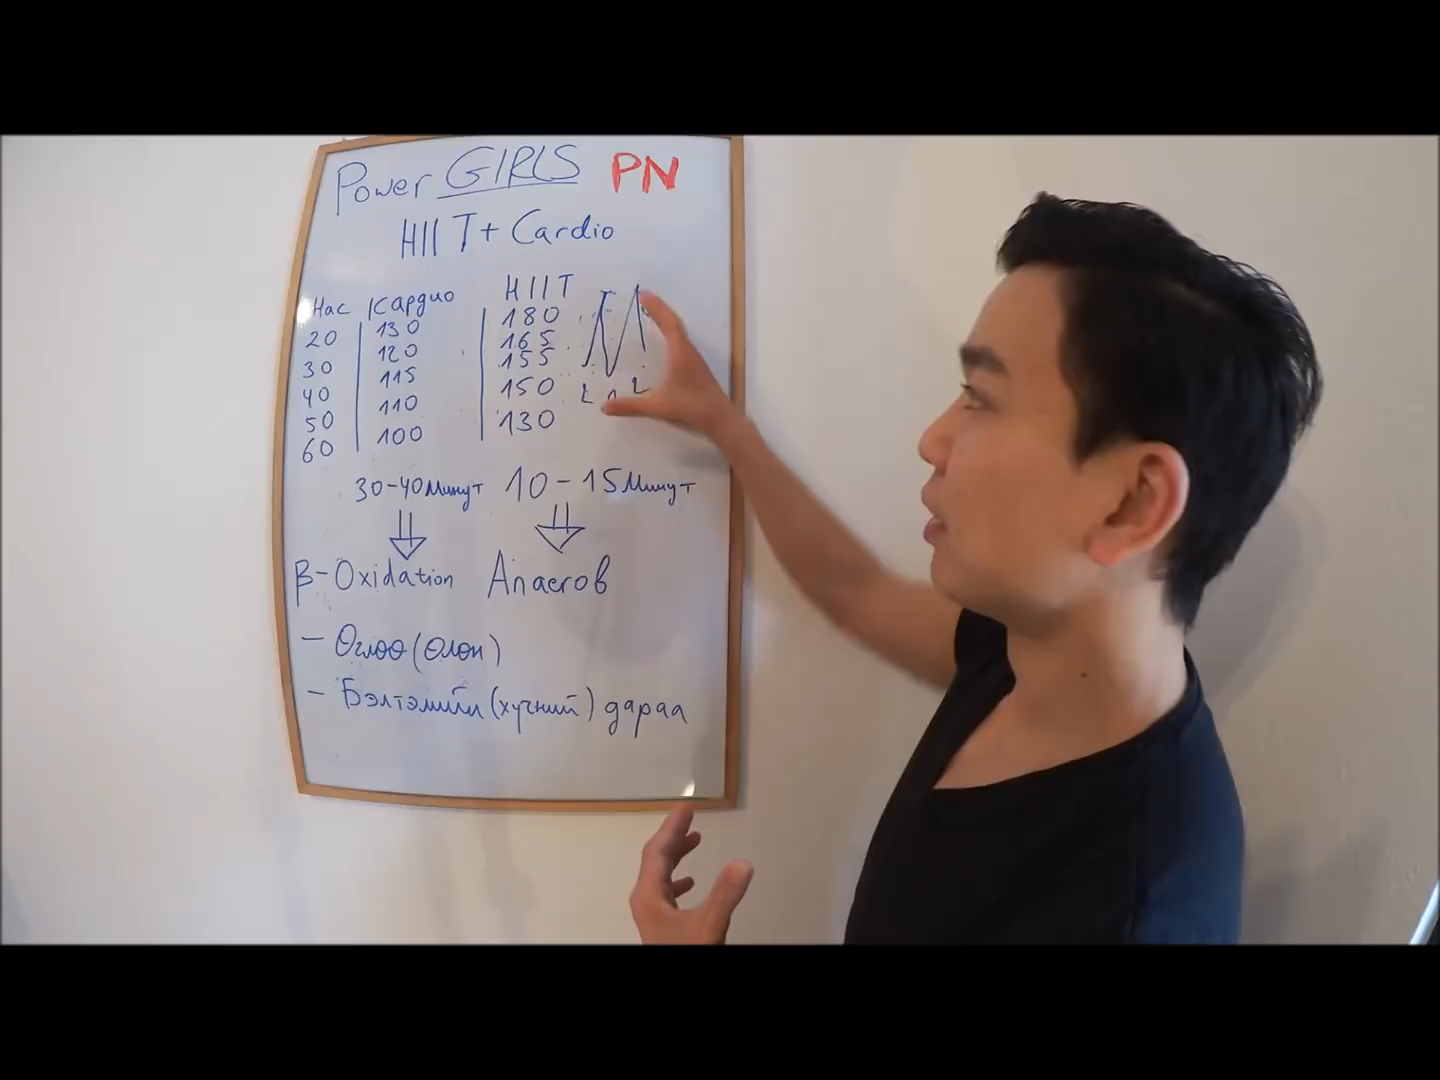 Power GIRLS PN
HIIT + Cardio
Нас Кардио HIIT
20 130 180
30 120 165
40 115 155
50 110 150
60 100 130
30-40минут 10-15минут
β-Oxidation Anaerob
- Өглөө (өлөн)
- Бэлтэлийн (хүчний) дараа